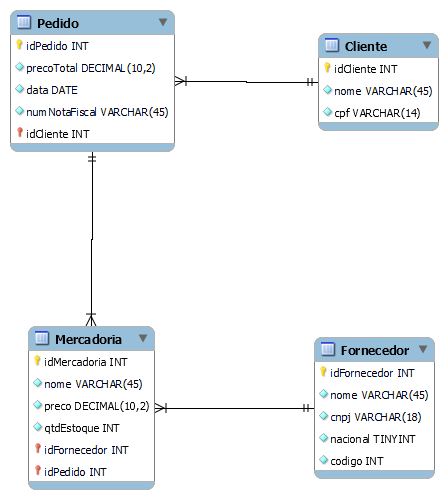 Pedido
idPedido INT
precoTotal DECIMAL(10,2)
data DATE
numNotaFiscal VARCHAR(45)
idCliente INT
Cliente
idCliente INT
nome VARCHAR(45)
cpf VARCHAR(14)
Mercadoria
idMercadoria INT
nome VARCHAR(45)
preco DECIMAL(10,2)
qtdEstoque INT
idFornecedor INT
idPedido INT
Fornecedor
idFornecedor INT
nome VARCHAR(45)
cnpj VARCHAR(18)
nacional TINYINT
codigo INT